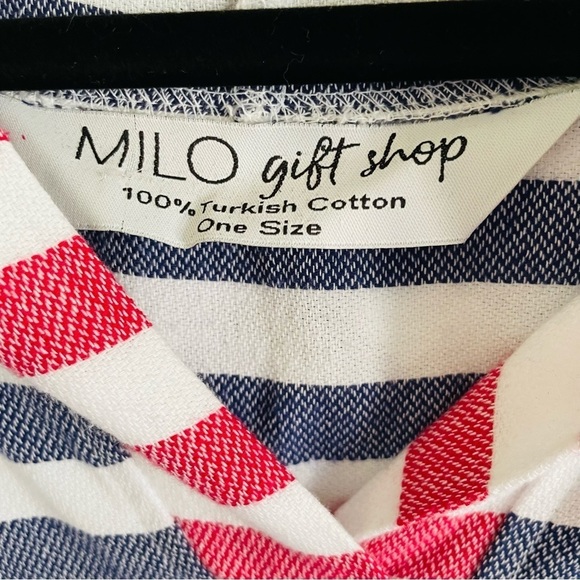 MILO gift shop
100% Turkish Cotton
One Size